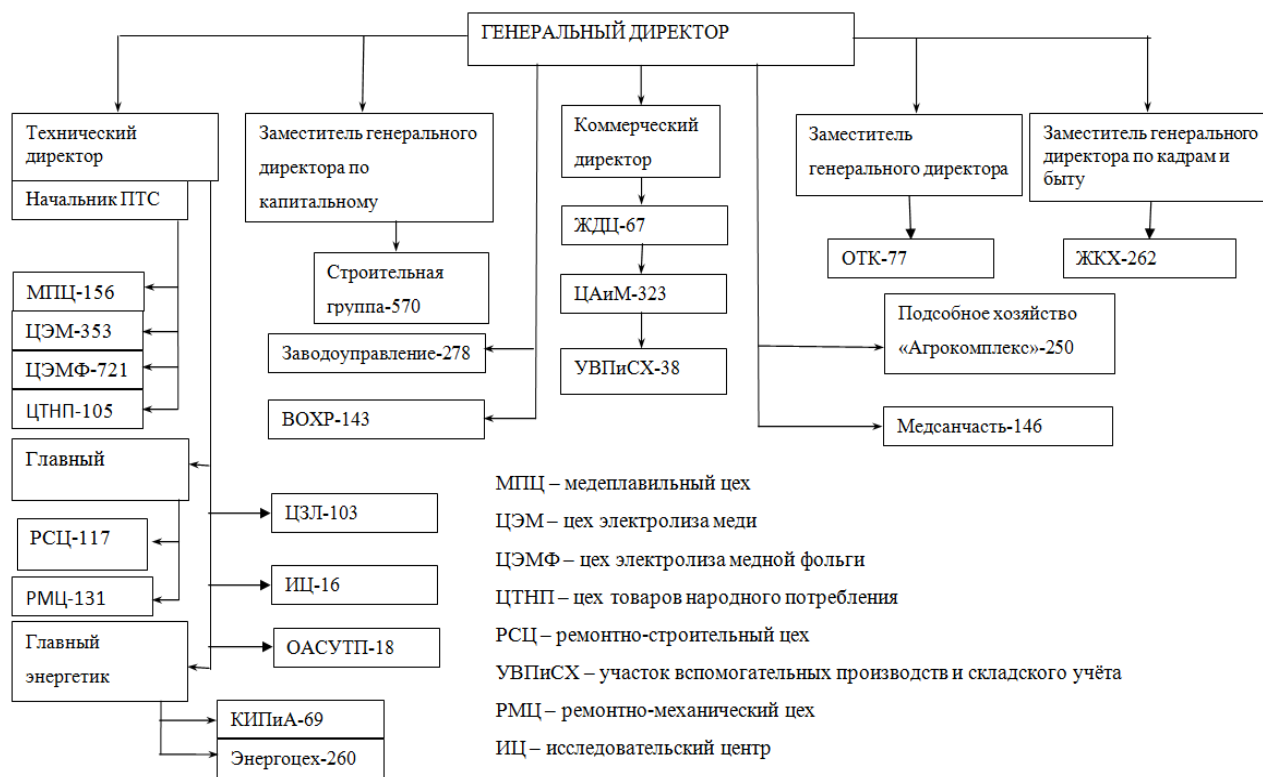 ГЕНЕРАЛЬНЫЙ ДИРЕКТОР
Технический
директор
Начальник ПТС
Заместитель генерального
директора по
капитальному
Коммерческий
директор
Заместитель
генерального директора
Заместитель генерального
директора по кадрам и
быту
ЖДЦ-67
ОТК-77
ЖКХ-262
Строительная
группа-570
МПЦ-156
ЦЭМ-353
ЦЭМФ-721
ЦТНП-105
ЦАиМ-323
Подсобное хозяйство
«Агрокомплекс»-250
Заводоуправление-278
УВПиСХ-38
ВОХР-143
Медсанчасть-146
Главный
РСЦ-117
РМЦ-131
Главный
энергетик
ЦЗЛ-103
ИЦ-16
ОАСУТП-18
КИПиА-69
Энергоцех-260
МПЦ – медеплавильный цех
ЦЭМ – цех электролиза меди
ЦЭМФ – цех электролиза медной фольги
ЦТНП – цех товаров народного потребления
РСЦ – ремонтно-строительный цех
УВПиСХ – участок вспомогательных производств и складского учёта
РМЦ – ремонтно-механический цех
ИЦ – исследовательский центр